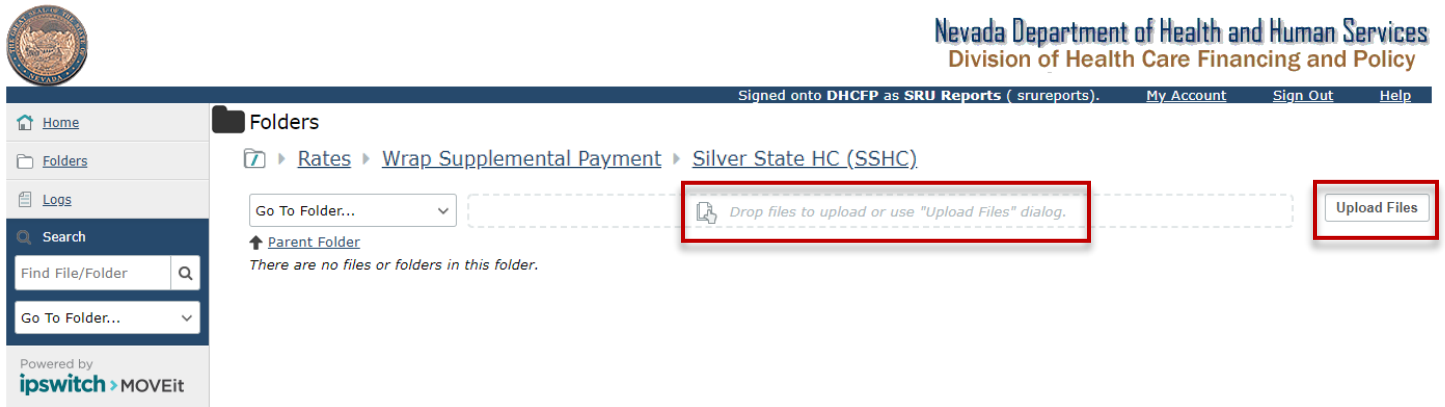 Nevada Department of Health and Human Services
Division of Health Care Financing and Policy
Signed onto DHCFP as SRU Reports ( srureports). My Account Sign Out Help
Home
Folders
Logs
Search
Find File/Folder
Go To Folder...
Powered by
ipswitch > MOVEit
Folders
Rates Wrap Supplemental Payment Silver State HC (SSHC)
Go To Folder... Drop files to upload or use "Upload Files" dialog. Upload Files
Parent Folder
There are no files or folders in this folder.